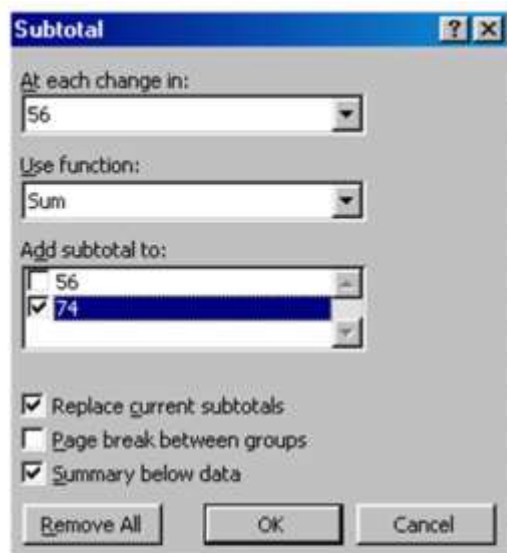 Subtotal
At each change in:
56
Use function:
Sum
Add subtotal to:
56
74
Replace current subtotals
Page break between groups
Summary below data
Remove All OK Cancel